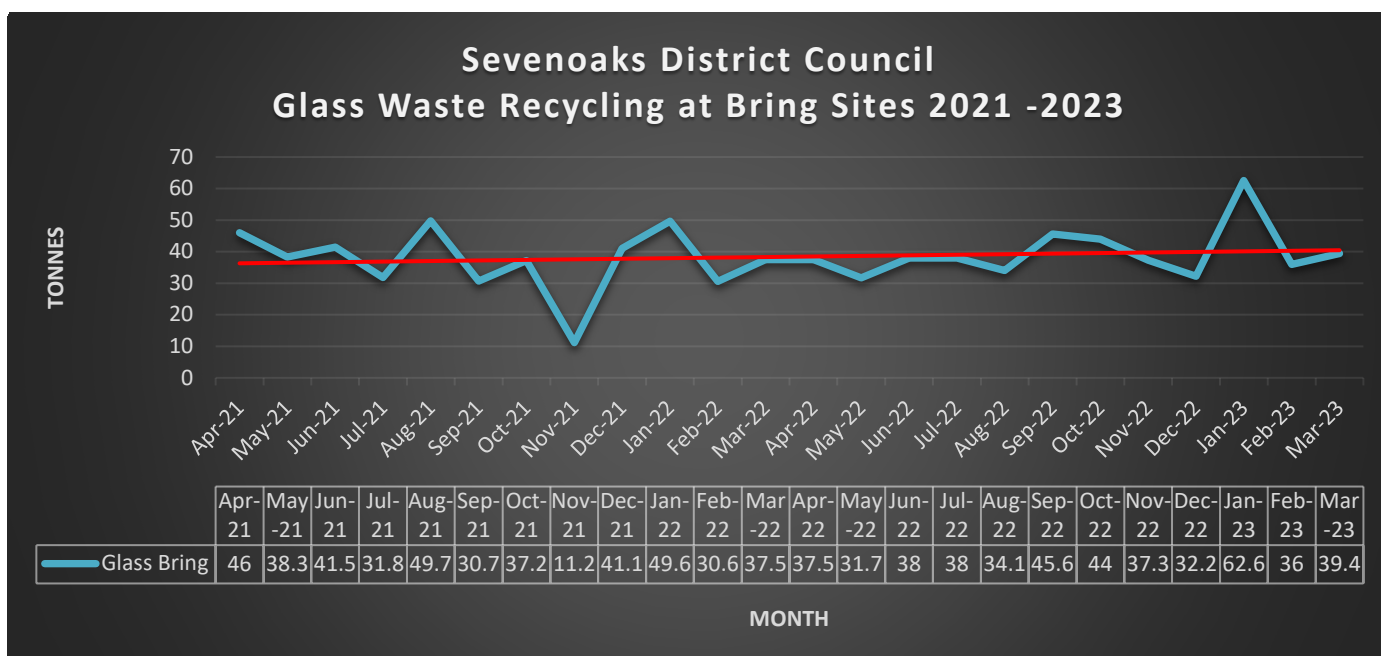 Sevenoaks District Council
Glass Waste Recycling at Bring Sites 2021 -2023
TONNES
70
60
50
40
30
20
10
0
Apr-21 May-21 Jun-21 Jul-21 Aug-21 Sep-21 Oct-21 Nov-21 Dec-21 Jan-22 Feb-22 Mar-22 Apr-22 May-22 Jun-22 Jul-22 Aug-22 Sep-22 Oct-22 Nov-22 Dec-22 Jan-23 Feb-23 Mar-23
Apr- May Jun- Jul- Aug- Sep- Oct- Nov- Dec- Jan- Feb- Mar Apr- May Jun- Jul- Aug- Sep- Oct- Nov- Dec- Jan- Feb- Mar
21 -21 21 21 21 21 21 21 21 22 22 -22 22 -22 22 22 22 22 22 22 22 23 23 -23
Glass Bring 46 38.3 41.5 31.8 49.7 30.7 37.2 11.2 41.1 49.6 30.6 37.5 37.5 31.7 38 38 34.1 45.6 44 37.3 32.2 62.6 36 39.4
MONTH